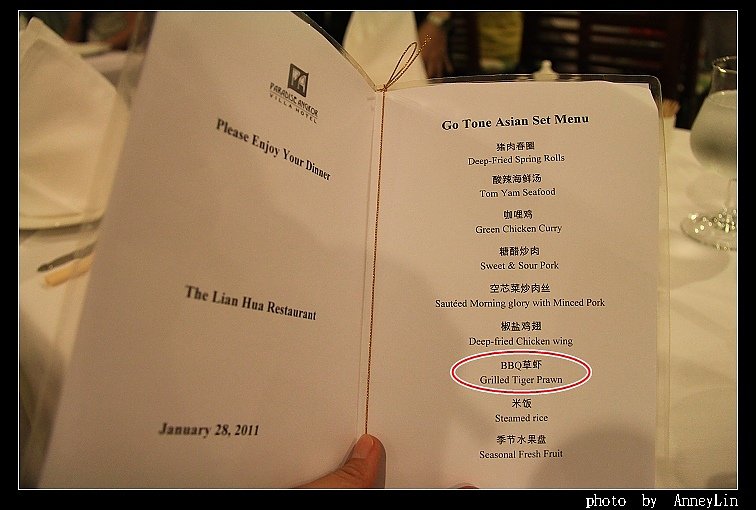 PARADISE ANGKOR
VILLA HOTEL
Please Enjoy Your Dinner
The Lian Hua Restaurant
January 28, 2011
Go Tone Asian Set Menu
猪肉春圈
Deep-Fried Spring Rolls
酸辣海鲜汤
Tom Yam Seafood
咖哩鸡
Green Chicken Curry
糖醋炒肉
Sweet & Sour Pork
空芯菜炒肉丝
Sautéed Morning glory with Minced Pork
椒盐鸡翅
Deep-fried Chicken wing
BBQ草虾
Grilled Tiger Prawn
米饭
Steamed rice
季节水果盘
Seasonal Fresh Fruit
photo by AnneyLin